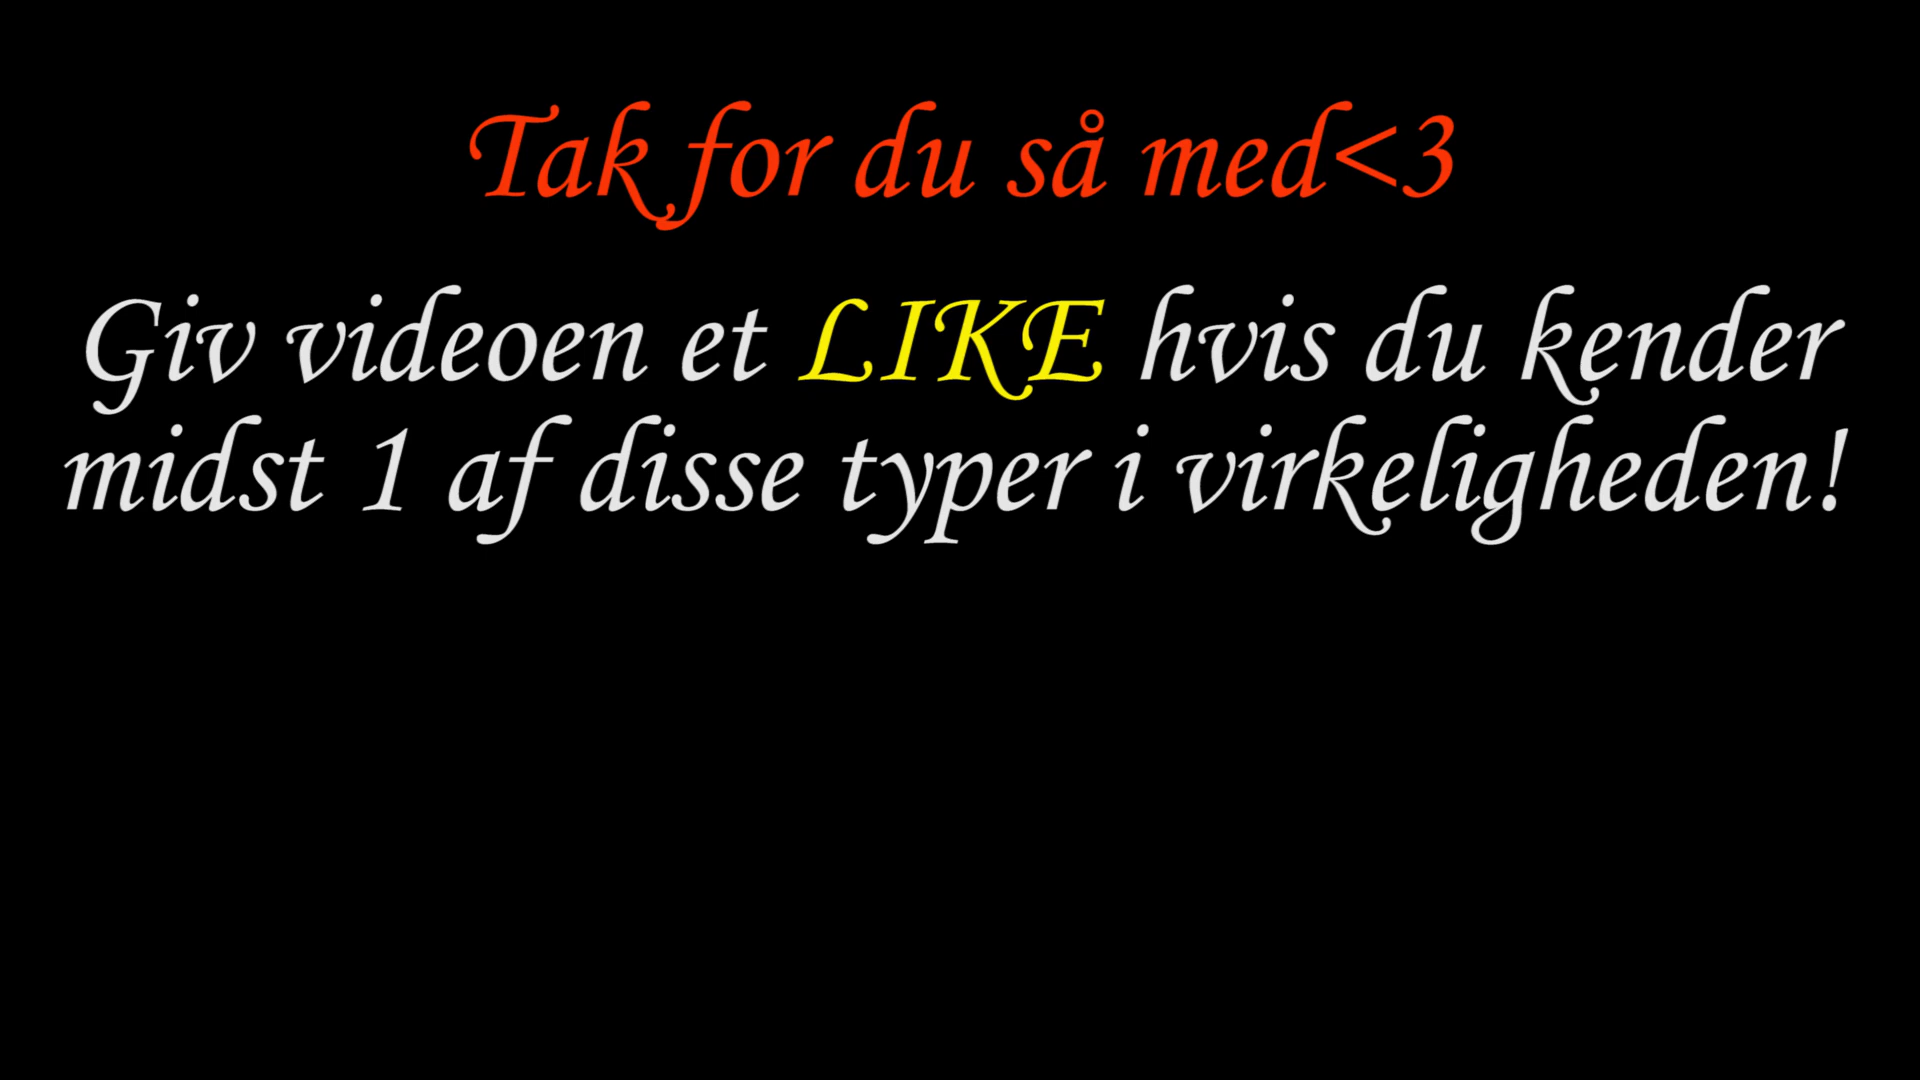 Tak for du så med<3
Giv videoen et LIKE hvis du kender
midst 1 af disse typer i virkeligheden!